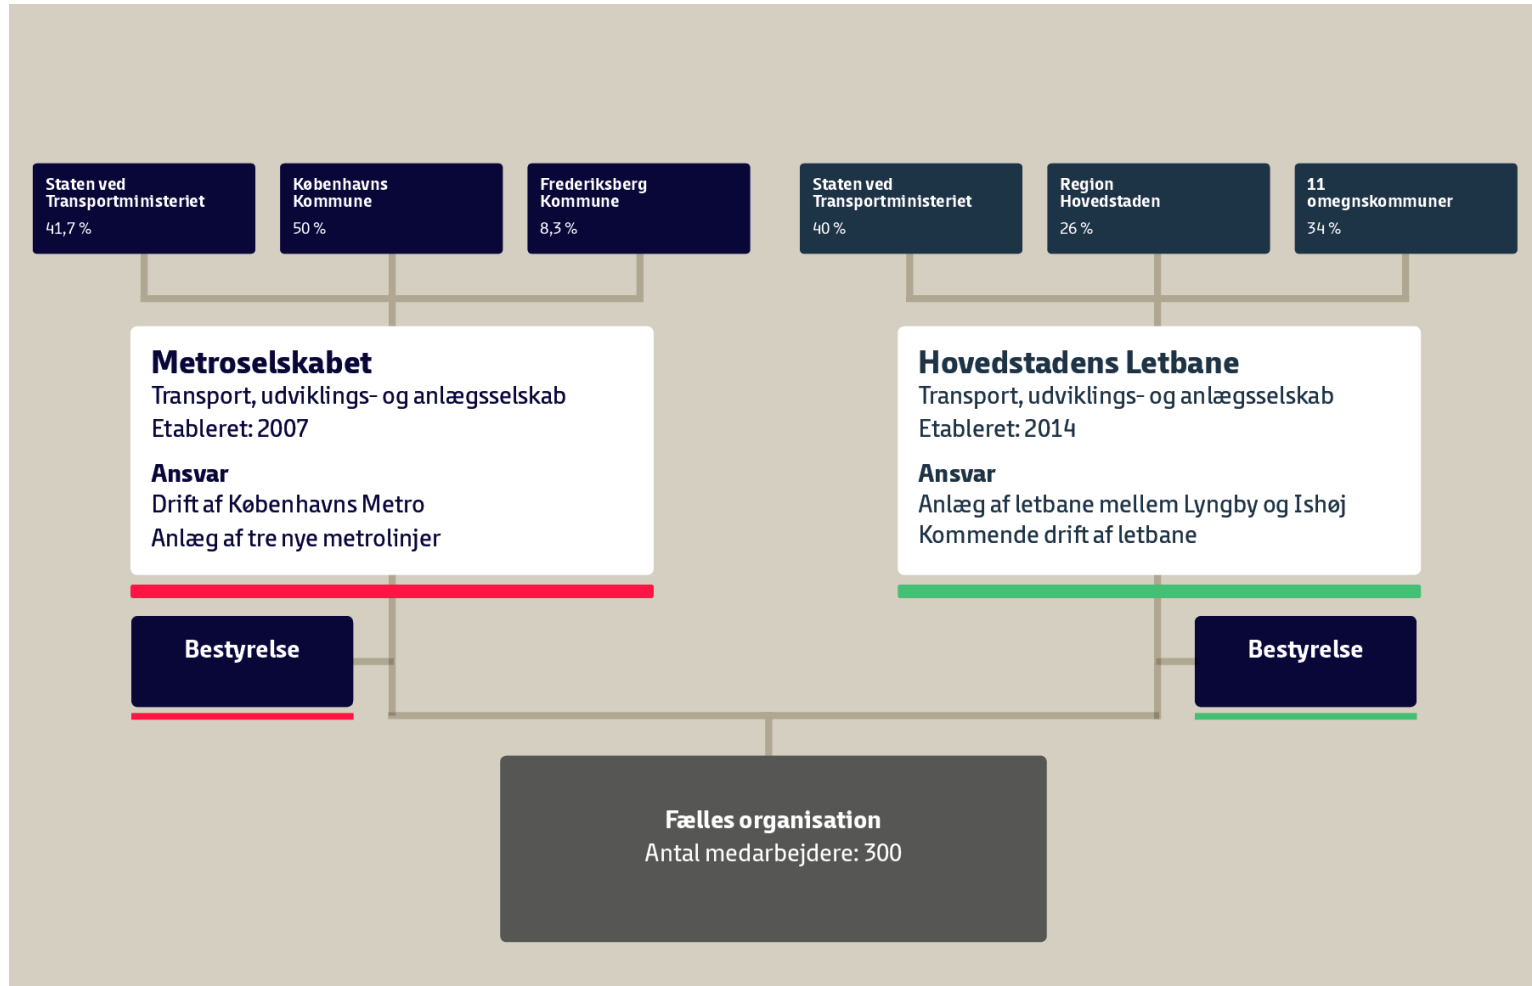 Staten ved
Transportministeriet
41,7 %
Københavns
Kommune
50 %
Frederiksberg
Kommune
8,3 %
Staten ved
Transportministeriet
40 %
Region
Hovedstaden
26 %
11
omegnskommuner
34 %
Metroselskabet
Transport, udviklings- og anlægsselskab
Etableret: 2007
Ansvar
Drift af Københavns Metro
Anlæg af tre nye metrolinjer
Hovedstadens Letbane
Transport, udviklings- og anlægsselskab
Etableret: 2014
Ansvar
Anlæg af letbane mellem Lyngby og Ishøj
Kommende drift af letbane
Bestyrelse
Bestyrelse
Fælles organisation
Antal medarbejdere: 300